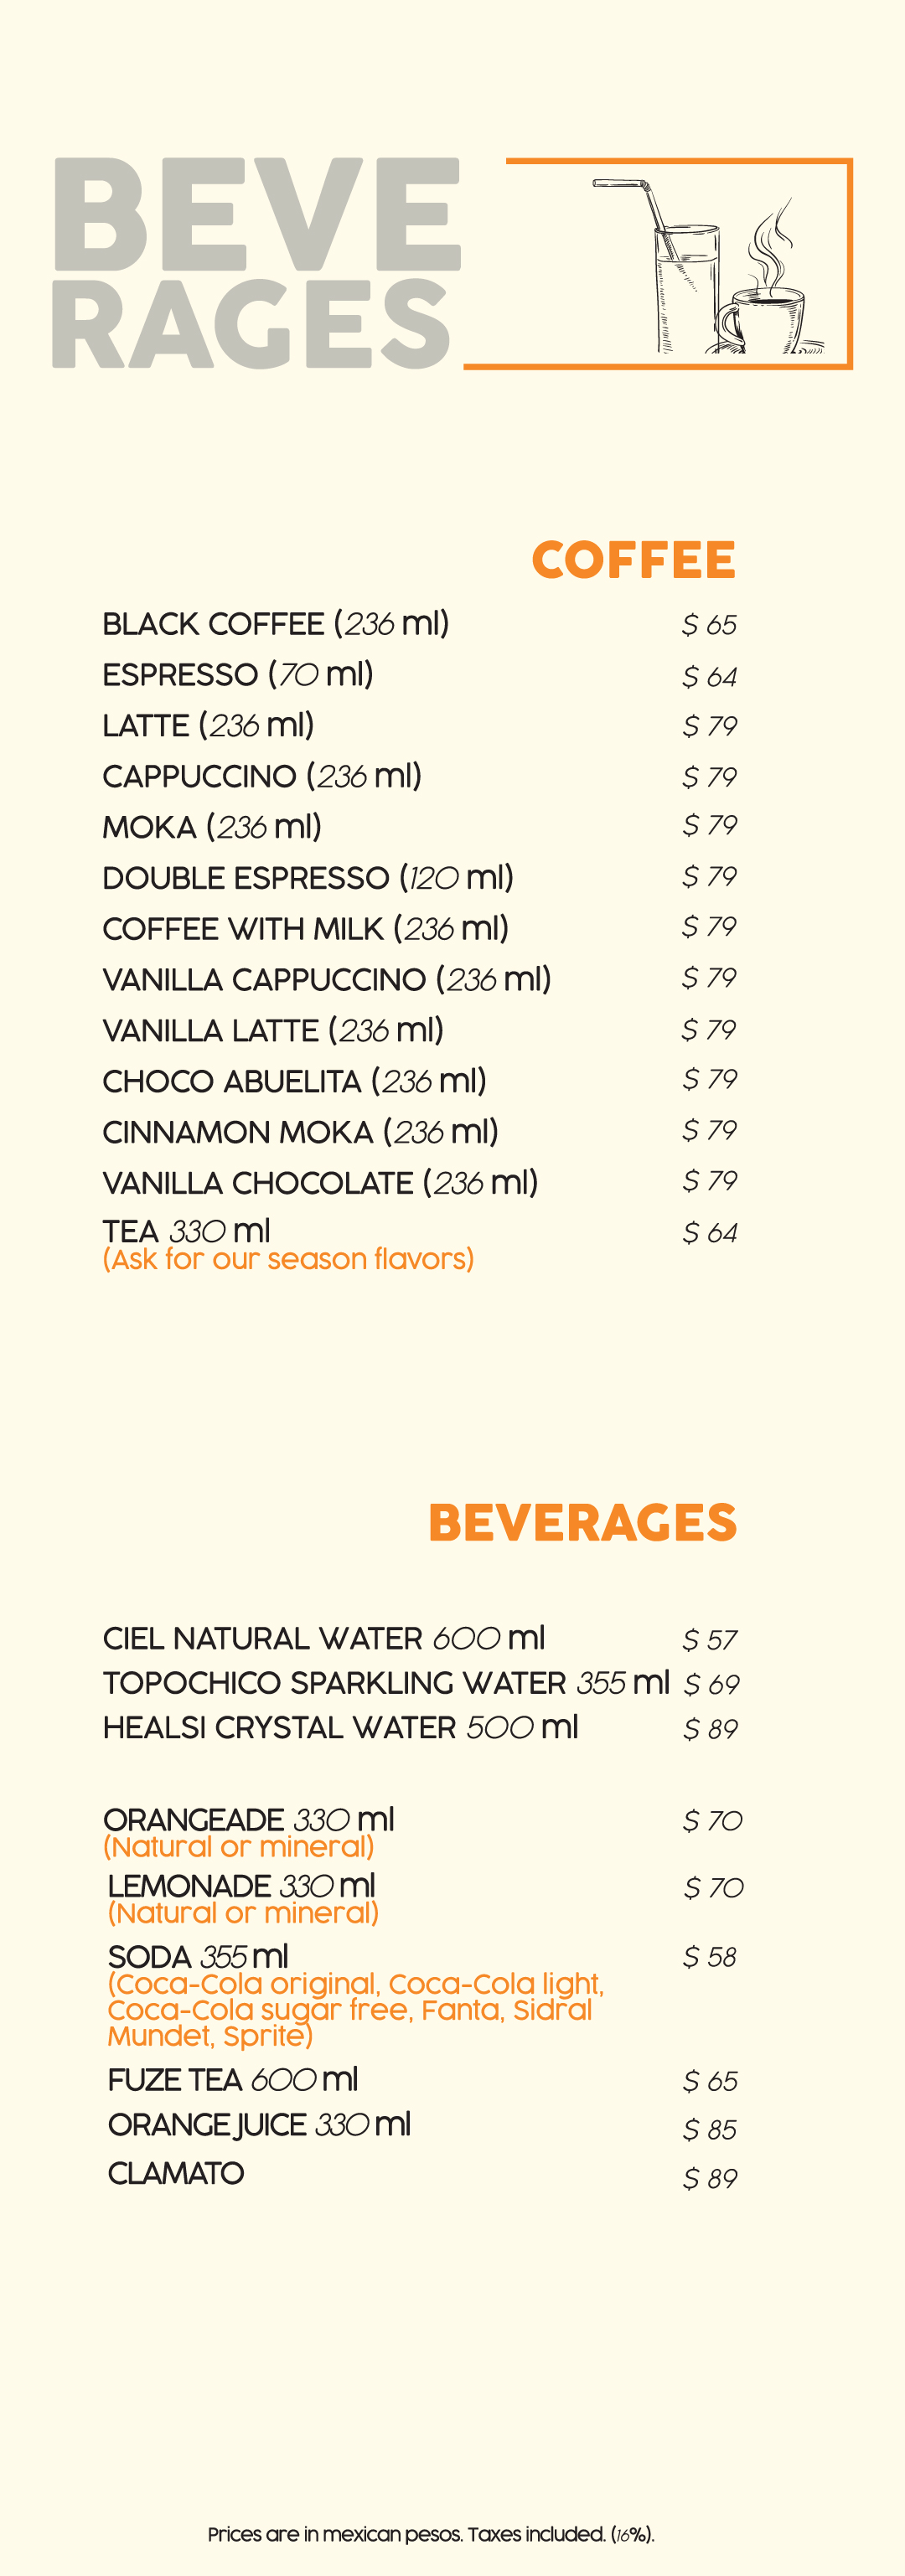 BEVE
RAGES
COFFEE
BLACK COFFEE (236 ml) $ 65
ESPRESSO (70 ml) $ 64
LATTE (236 ml) $ 79
CAPPUCCINO (236 ml) $ 79
MOKA (236 ml) $ 79
DOUBLE ESPRESSO (120 ml) $ 79
COFFEE WITH MILK (236 ml) $ 79
VANILLA CAPPUCCINO (236 ml) $ 79
VANILLA LATTE (236 ml) $ 79
CHOCO ABUELITA (236 ml) $ 79
CINNAMON MOKA (236 ml) $ 79
VANILLA CHOCOLATE (236 ml) $ 79
TEA 330 ml $ 64
(Ask for our season flavors)
BEVERAGES
CIEL NATURAL WATER 600 ml $ 57
TOPOCHICO SPARKLING WATER 355 ml $ 69
HEALSI CRYSTAL WATER 500 ml $ 89
ORANGEADE 330 ml $ 70
(Natural or mineral)
LEMONADE 330 ml $ 70
(Natural or mineral)
SODA 355 ml $ 58
(Coca-Cola original, Coca-Cola light,
Coca-Cola sugar free, Fanta, Sidral
Mundet, Sprite)
FUZE TEA 600 ml $ 65
ORANGE JUICE 330 ml $ 85
CLAMATO $ 89
Prices are in mexican pesos. Taxes included. (16%).